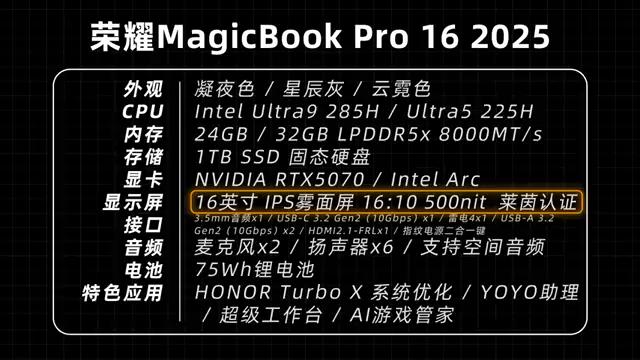 荣耀MagicBook Pro 16 2025
外观 凝夜色 / 星辰灰 / 云霓色
CPU Intel Ultra9 285H / Ultra5 225H
内存 24GB / 32GB LPDDR5x 8000MT/s
存储 1TB SSD 固态硬盘
显卡 NVIDIA RTX5070 / Intel Arc
显示屏 16英寸 IPS雾面屏 16:10 500nit 莱茵认证
接口 3.5mm音频x1 / USB-C 3.2 Gen2（10Gbps）x1 / 雷电4x1 / USB-A 3.2
Gen2（10Gbps）x2 / HDMI2.1-FRLx1 / 指纹电源二合一键
音频 麦克风x2 / 扬声器x6 / 支持空间音频
电池 75Wh锂电池
特色应用 HONOR Turbo X 系统优化 / YOYO助理
/ 超级工作台 / AI游戏管家